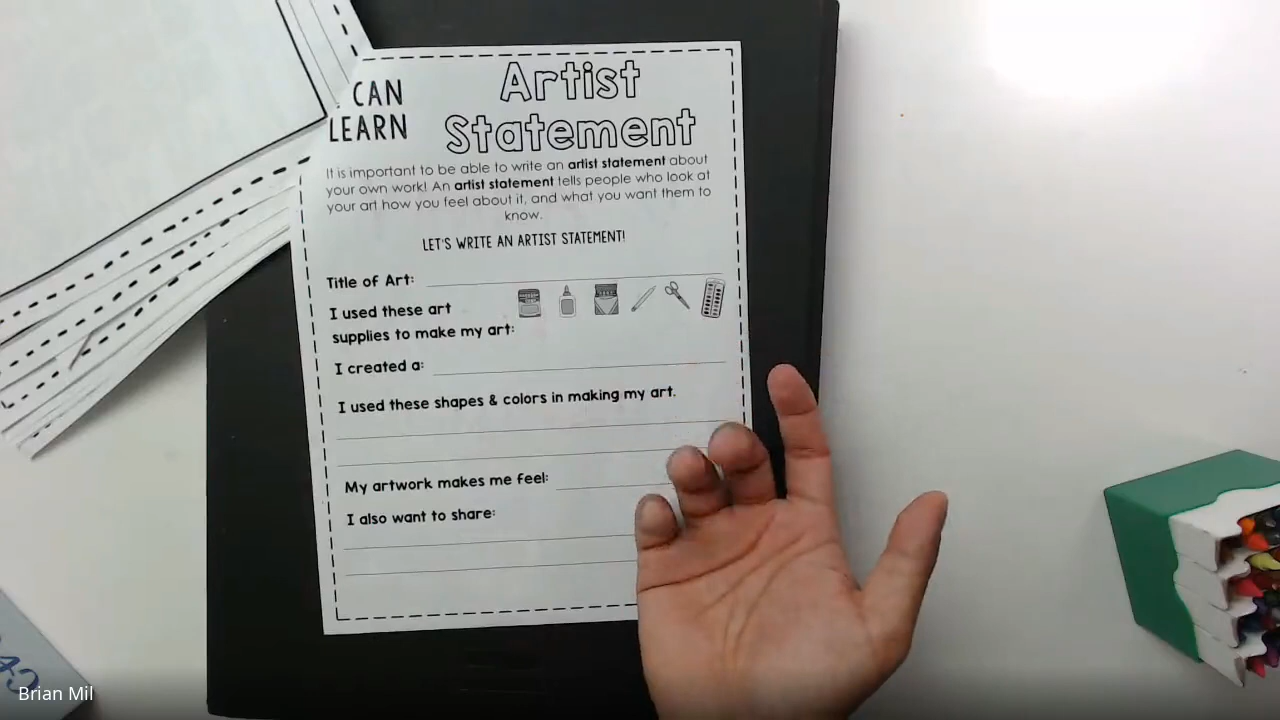 CAN
LEARN
Artist
Statement
It is important to be able to write an artist statement about
your own work! An artist statement tells people who look at
your art how you feel about it, and what you want them to
know.
LET'S WRITE AN ARTIST STATEMENT!
Title of Art:
I used these art
supplies to make my art:
I created a:
I used these shapes & colors in making my art.
My artwork makes me feel:
I also want to share:
Brian Mil